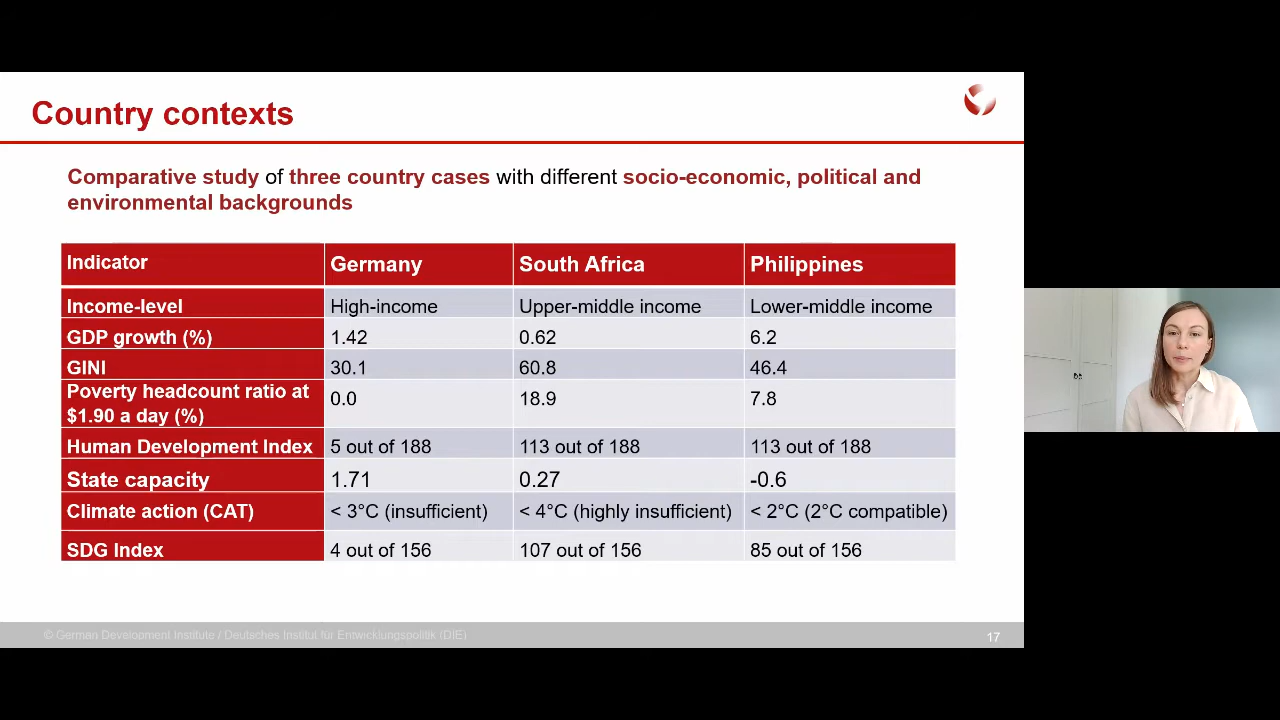 Country contexts
Comparative study of three country cases with different socio-economic, political and
environmental backgrounds
Indicator Germany South Africa Philippines
Income-level High-income Upper-middle income Lower-middle income
GDP growth (%) 1.42 0.62 6.2
GINI 30.1 60.8 46.4
Poverty headcount ratio at
$1.90 a day (%) 0.0 18.9 7.8
Human Development Index 5 out of 188 113 out of 188 113 out of 188
State capacity 1.71 0.27 -0.6
Climate action (CAT) < 3°C (insufficient) < 4°C (highly insufficient) < 2°C (2°C compatible)
SDG Index 4 out of 156 107 out of 156 85 out of 156
© German Development Institute / Deutsches Institut für Entwicklungspolitik (DIE)
17